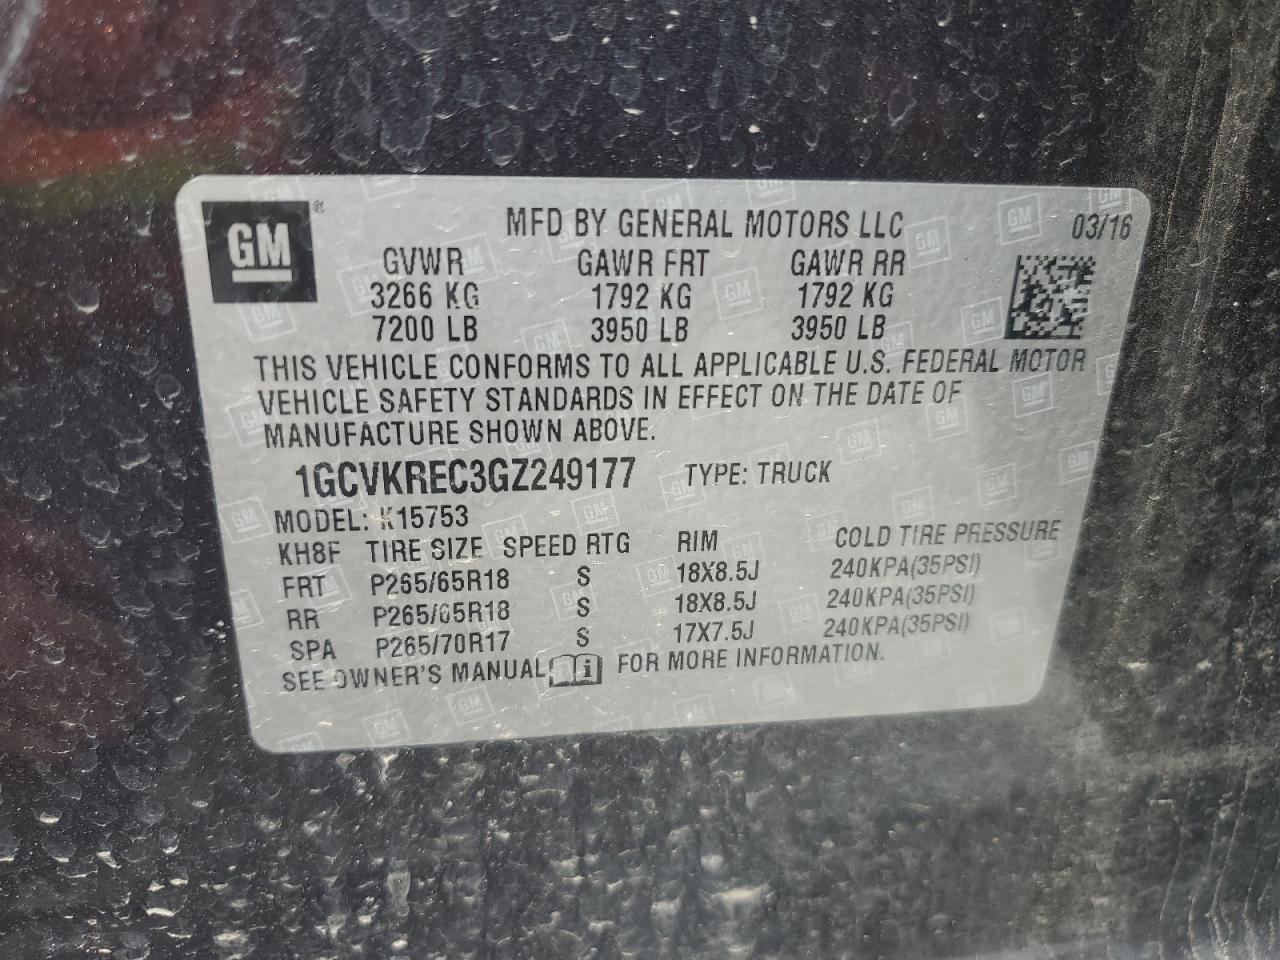 GM ®
MFD BY GENERAL MOTORS LLC 03/16
GVWR GAWR FRT GAWR RR
3266 KG 1792 KG 1792 KG
7200 LB 3950 LB 3950 LB
THIS VEHICLE CONFORMS TO ALL APPLICABLE U.S. FEDERAL MOTOR
VEHICLE SAFETY STANDARDS IN EFFECT ON THE DATE OF
MANUFACTURE SHOWN ABOVE.
1GCVKREC3GZ249177 TYPE: TRUCK
MODEL: K15753
KH8F TIRE SIZE SPEED RTG RIM COLD TIRE PRESSURE
FRT P265/65R18 S 18X8.5J 240KPA(35PSI)
RR P265/65R18 S 18X8.5J 240KPA(35PSI)
SPA P265/70R17 S 17X7.5J 240KPA(35PSI)
SEE OWNER'S MANUAL i FOR MORE INFORMATION.